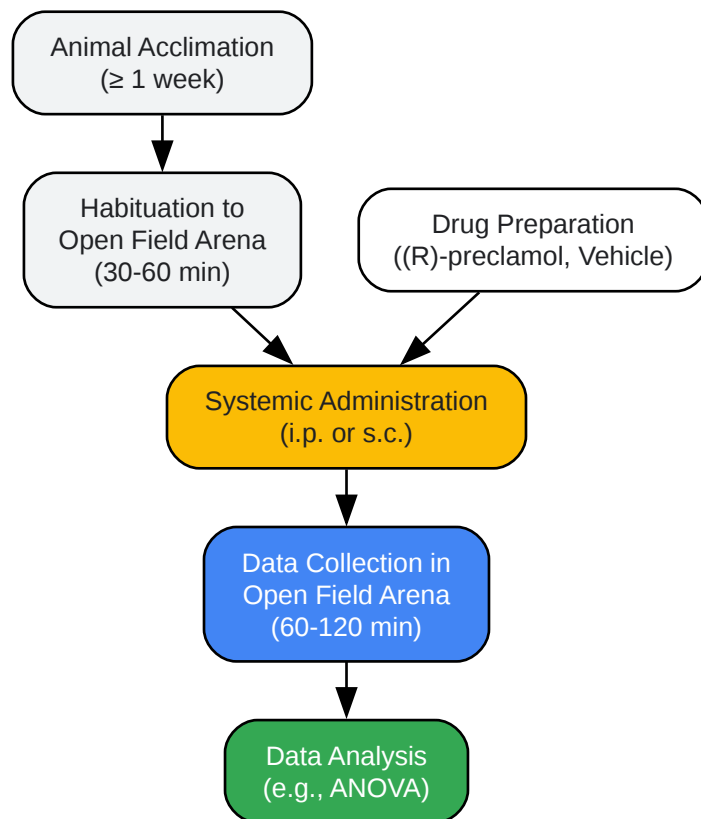 Animal Acclimation
(≥ 1 week)
Habituation to
Open Field Arena
(30-60 min)
Drug Preparation
((R)-preclamol, Vehicle)
Systemic Administration
(i.p. or s.c.)
Data Collection in
Open Field Arena
(60-120 min)
Data Analysis
(e.g., ANOVA)